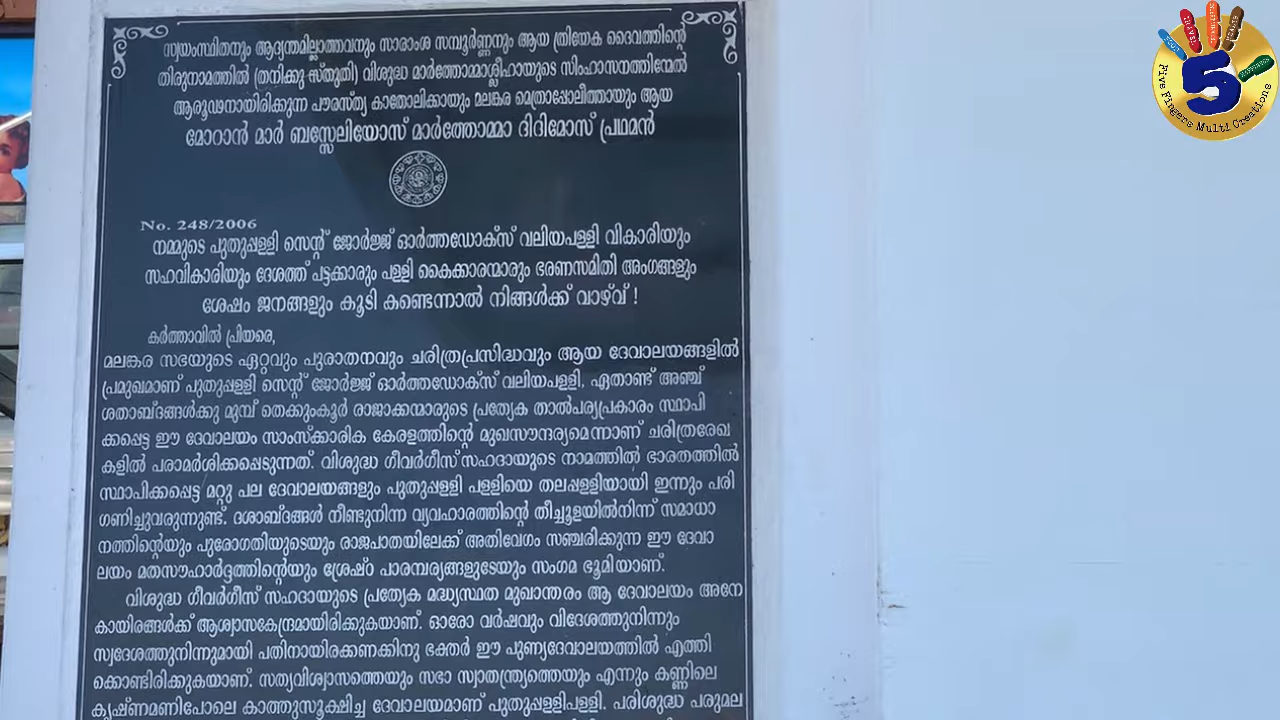 സ്വയംസ്ഥിതനും ആദ്യന്തമില്ലാത്തവനും സാരാംശ സമ്പൂർണ്ണനും ആയ ത്രിയേക ദൈവത്തിന്റെ
തിരുനാമത്തിൽ (തനിക്കു സ്തുതി) വിശുദ്ധ മാർത്തോമ്മാശ്ലീഹായുടെ സിംഹാസനത്തിന്മേൽ
ആരൂഢനായിരിക്കുന്ന പൗരസ്ത്യ കാതോലിക്കായും മലങ്കര മെത്രാപ്പോലീത്തായും ആയ
മോറാൻ മാർ ബസ്സേലിയോസ് മാർത്തോമ്മാ ദിദിമോസ് പ്രഥമൻ
No. 248/2006
നമ്മുടെ പുതുപ്പള്ളി സെന്റ് ജോർജ്ജ് ഓർത്തഡോക്സ് വലിയപള്ളി വികാരിയും
സഹവികാരിയും ദേശത്ത് പട്ടക്കാരും പള്ളി കൈക്കാരന്മാരും ഭരണസമിതി അംഗങ്ങളും
ശേഷം ജനങ്ങളും കൂടി കണ്ടെന്നാൽ നിങ്ങൾക്ക് വാഴ്‌വ് !
കർത്താവിൽ പ്രിയരെ,
മലങ്കര സഭയുടെ ഏറ്റവും പുരാതനവും ചരിത്രപ്രസിദ്ധവും ആയ ദേവാലയങ്ങളിൽ
പ്രമുഖമാണ് പുതുപ്പള്ളി സെന്റ് ജോർജ്ജ് ഓർത്തഡോക്സ് വലിയപള്ളി. ഏതാണ്ട് അഞ്ച്
ശതാബ്ദങ്ങൾക്കു മുമ്പ് തെക്കുംകൂർ രാജാക്കന്മാരുടെ പ്രത്യേക താൽപര്യപ്രകാരം സ്ഥാപി
ക്കപ്പെട്ട ഈ ദേവാലയം സാംസ്ക്കാരിക കേരളത്തിന്റെ മുഖസൗന്ദര്യമെന്നാണ് ചരിത്രരേഖ
കളിൽ പരാമർശിക്കപ്പെടുന്നത്. വിശുദ്ധ ഗീവർഗീസ് സഹദായുടെ നാമത്തിൽ ഭാരതത്തിൽ
സ്ഥാപിക്കപ്പെട്ട മറ്റു പല ദേവാലയങ്ങളും പുതുപ്പള്ളി പള്ളിയെ തലപ്പള്ളിയായി ഇന്നും പരി
ഗണിച്ചുവരുന്നുണ്ട്. ദശാബ്ദങ്ങൾ നീണ്ടുനിന്ന വ്യവഹാരത്തിന്റെ തീച്ചൂളയിൽനിന്ന് സമാധാ
നത്തിന്റെയും പുരോഗതിയുടെയും രാജപാതയിലേക്ക് അതിവേഗം സഞ്ചരിക്കുന്ന ഈ ദേവാ
ലയം മതസൗഹാർദ്ദത്തിന്റെയും ശ്രേഷ്ഠ പാരമ്പര്യങ്ങളുടേയും സംഗമ ഭൂമിയാണ്.
വിശുദ്ധ ഗീവർഗീസ് സഹദായുടെ പ്രത്യേക മദ്ധ്യസ്ഥത മുഖാന്തരം ആ ദേവാലയം അനേ
കായിരങ്ങൾക്ക് ആശ്വാസകേന്ദ്രമായിരിക്കുകയാണ്. ഓരോ വർഷവും വിദേശത്തുനിന്നും
സ്വദേശത്തുനിന്നുമായി പതിനായിരക്കണക്കിനു ഭക്തർ ഈ പുണ്യദേവാലയത്തിൽ എത്തി
ക്കൊണ്ടിരിക്കുകയാണ്. സത്യവിശ്വാസത്തെയും സഭാ സ്വാതന്ത്ര്യത്തെയും എന്നും കണ്ണിലെ
കൃഷ്ണമണിപോലെ കാത്തുസൂക്ഷിച്ച ദേവാലയമാണ് പുതുപ്പള്ളിപള്ളി. പരിശുദ്ധ പരുമല
5
Five Fingers Multi Creations